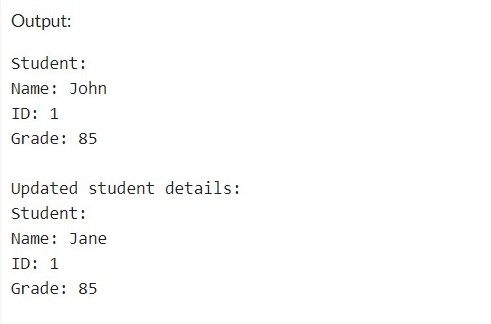 Output:
Student:
Name: John
ID: 1
Grade: 85
Updated student details:
Student:
Name: Jane
ID: 1
Grade: 85